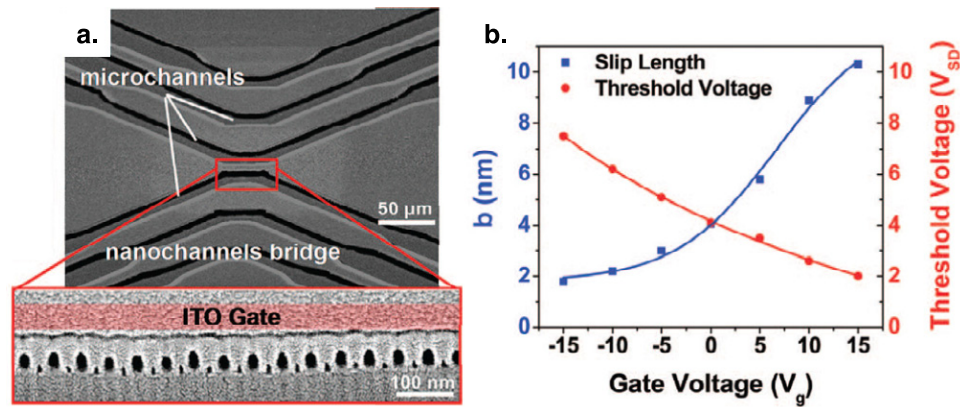 a.
microchannels
50 µm
nanochannels bridge
ITO Gate
100 nm
b.
Slip Length
Threshold Voltage
b (nm)
10
8
6
4
2
0
-15 -10 -5 0 5 10 15
Gate Voltage (Vg)
10
8
6
4
2
0
Threshold Voltage (VSD)